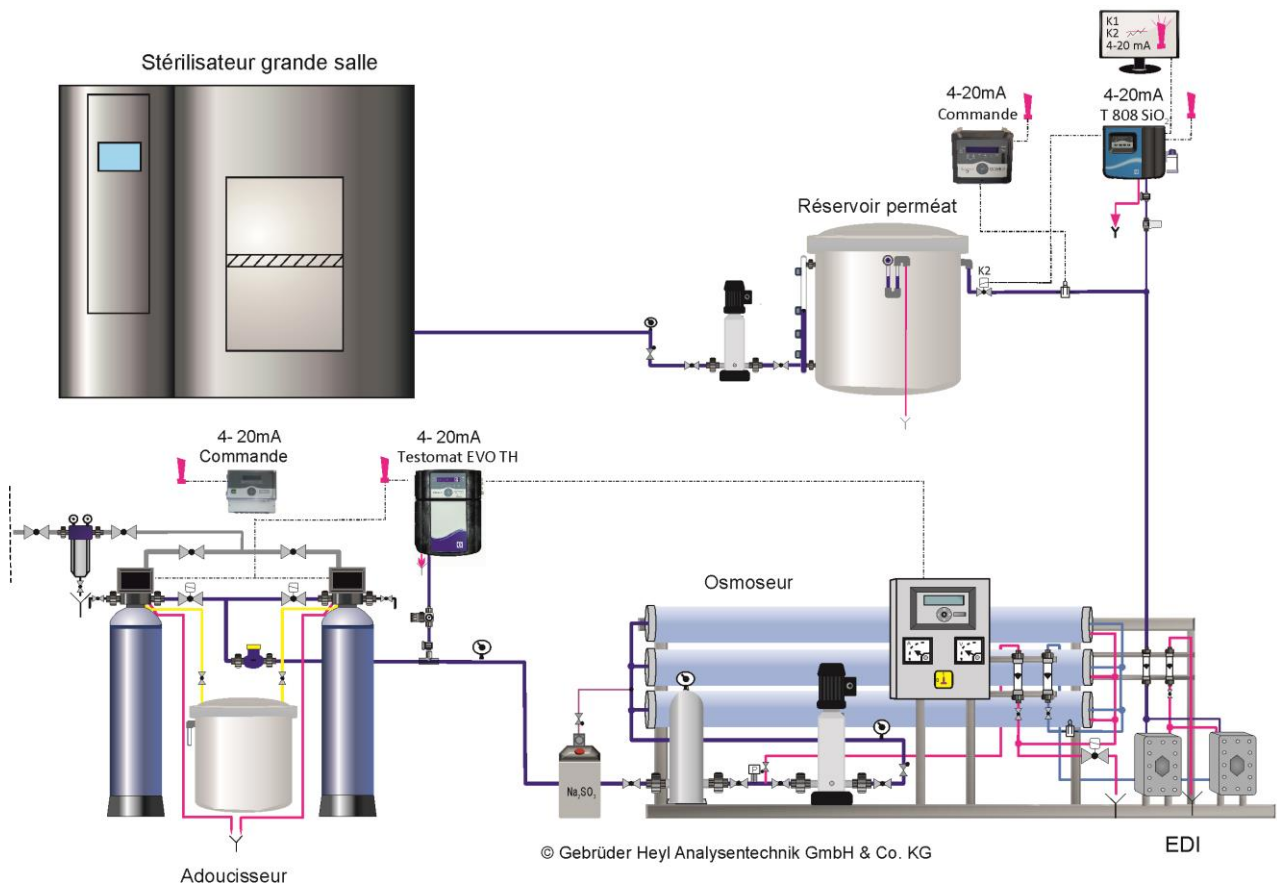 K1
K2
4-20 mA
Stérilisateur grande salle
4-20mA
Commande
4-20mA
T 808 SiO₂
Réservoir perméat
K2
Y
Y
4- 20mA
Commande
4- 20mA
Testomat EVO TH
Osmoseur
Na₂SO₃
P
© Gebrüder Heyl Analysentechnik GmbH & Co. KG
EDI
Adoucisseur